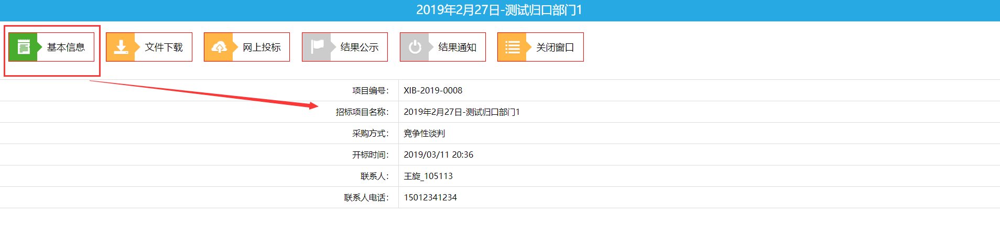 2019年2月27日-测试归口部门1
基本信息 文件下载 网上投标 结果公示 结果通知 关闭窗口
项目编号： XIB-2019-0008
招标项目名称： 2019年2月27日-测试归口部门1
采购方式： 竞争性谈判
开标时间： 2019/03/11 20:36
联系人： 王旋_105113
联系人电话： 15012341234